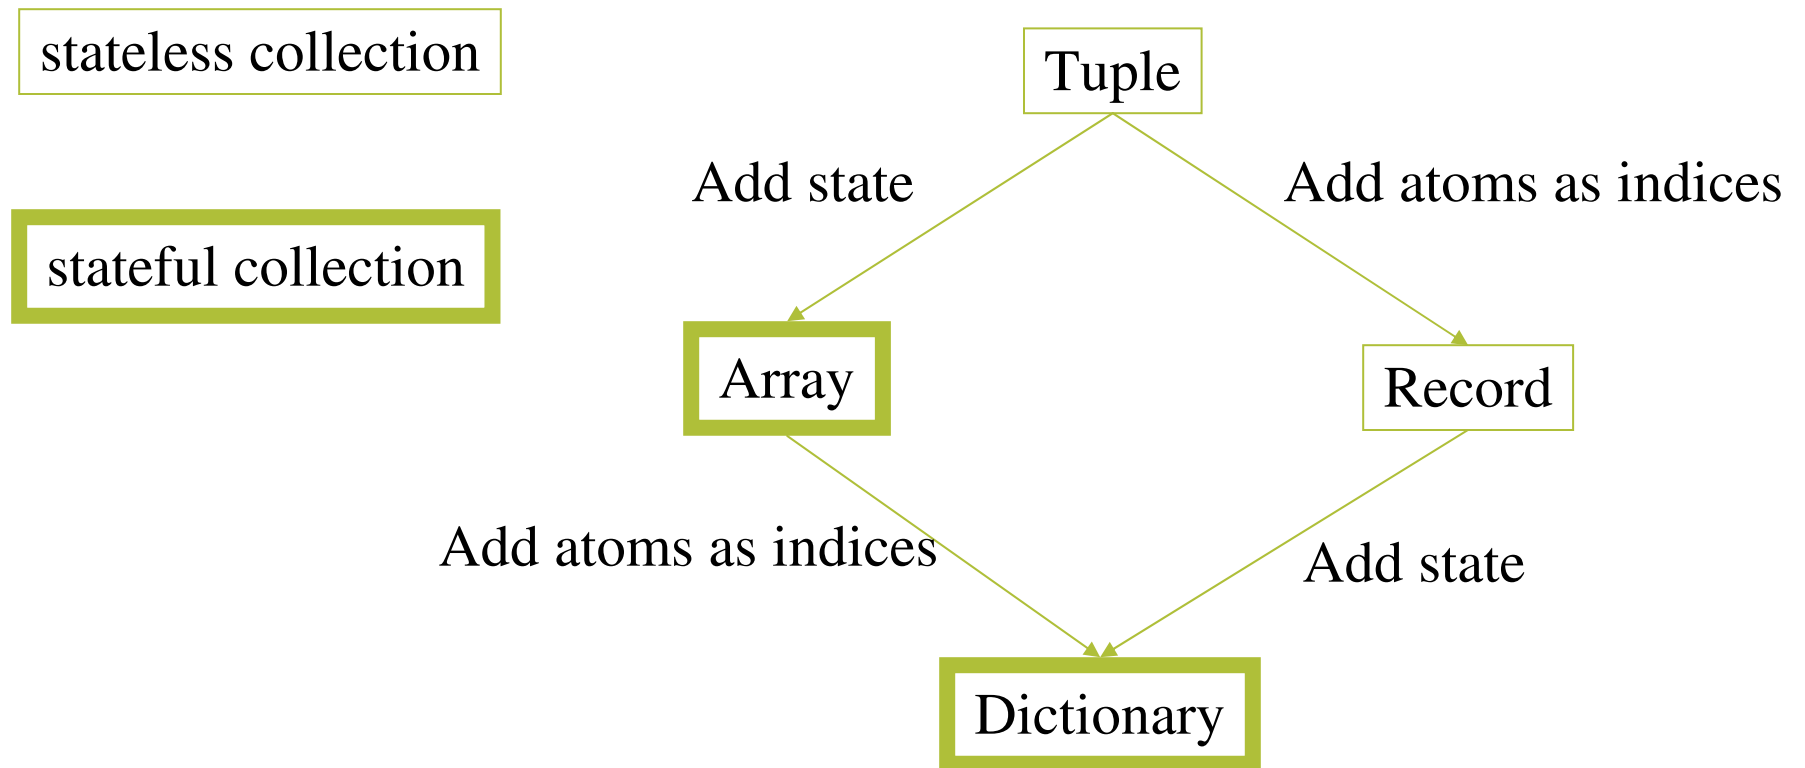 stateless collection
Tuple
Add state
Add atoms as indices
stateful collection
Array
Record
Add atoms as indices
Add state
Dictionary